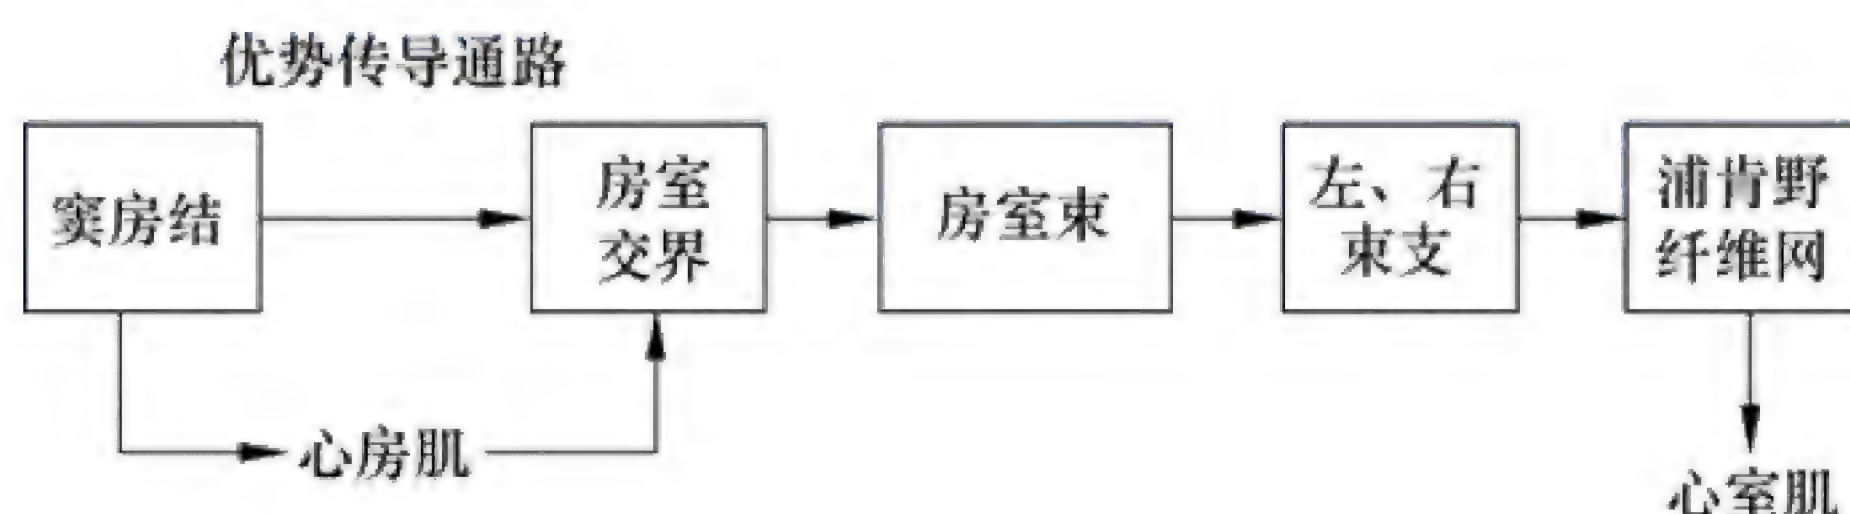 优势传导通路
窦房结
房室
交界
房室束
左、右
束支
浦肯野
纤维网
心房肌
心室肌